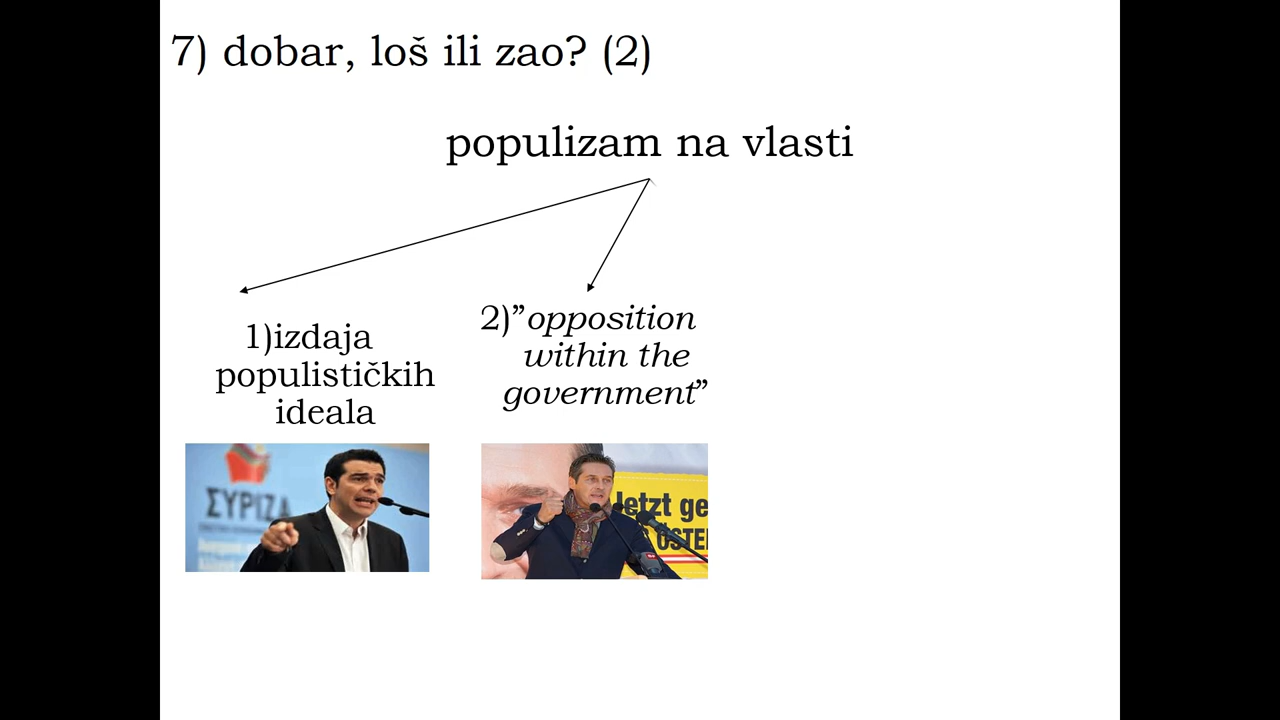 7) dobar, loš ili zao? (2)
populizam na vlasti
1)izdaja
populističkih
ideala
2)”opposition
within the
government”
ΣΥΡΙΖΑ
Jetzt ge
ÖSTE